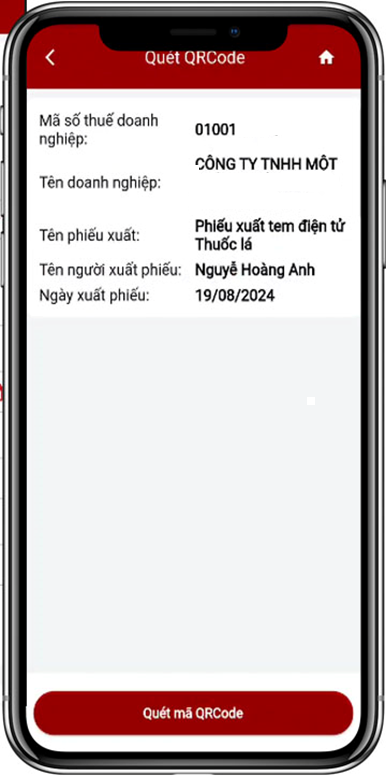 Quét QRCode
Mã số thuế doanh
nghiệp:
01001
CÔNG TY TNHH MỘT
Tên doanh nghiệp:
Tên phiếu xuất:
Phiếu xuất tem điện tử
Thuốc lá
Tên người xuất phiếu: Nguyễ Hoàng Anh
Ngày xuất phiếu: 19/08/2024
Quét mã QRCode